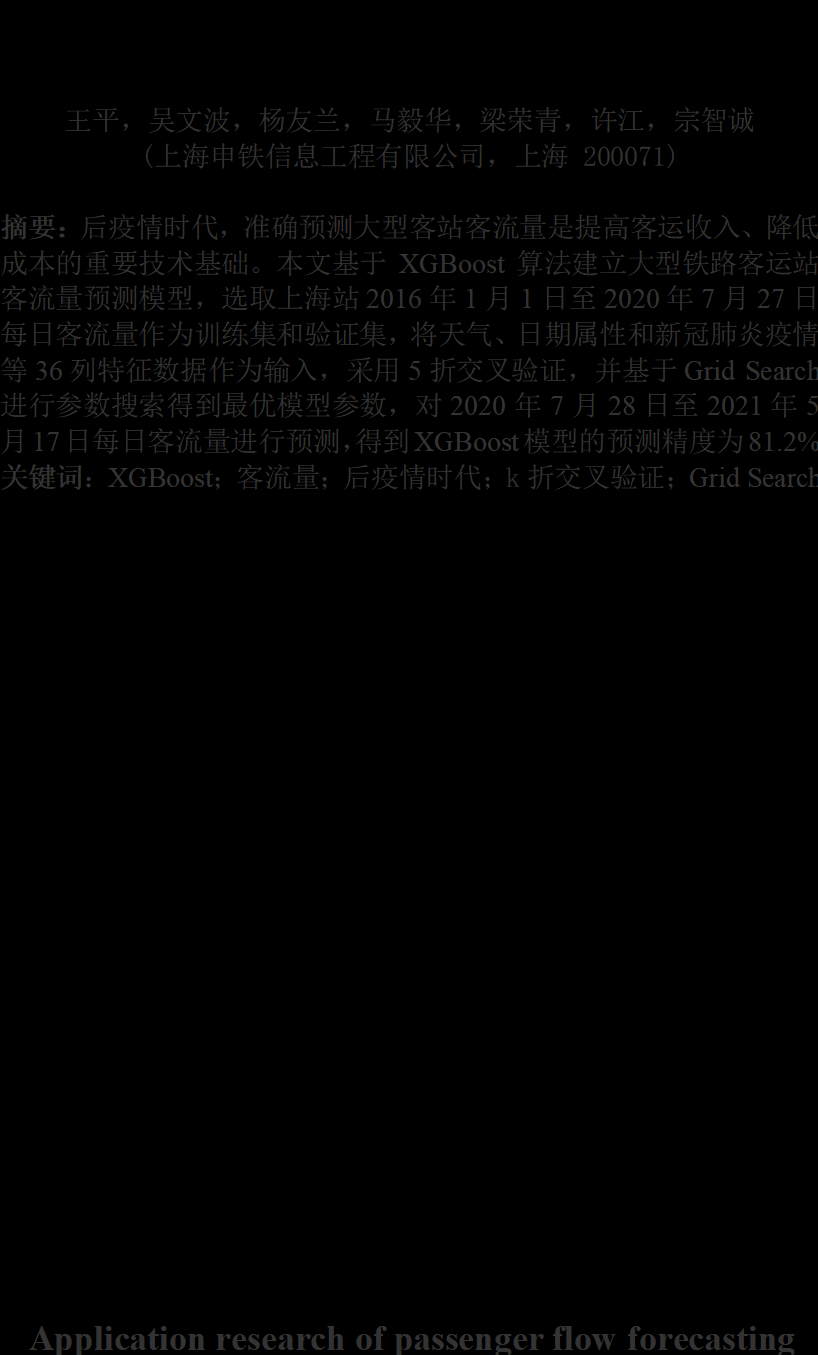 王平，吴文波，杨友兰，马毅华，梁荣青，许江，宗智诚
(上海申铁信息工程有限公司，上海 200071)
摘要：后疫情时代，准确预测大型客站客流量是提高客运收入、降低
成本的重要技术基础。本文基于 XGBoost 算法建立大型铁路客运站
客流量预测模型，选取上海站 2016 年 1 月 1 日至 2020 年 7 月 27 日
每日客流量作为训练集和验证集，将天气、日期属性和新冠肺炎疫情
等 36 列特征数据作为输入，采用 5 折交叉验证，并基于 Grid Search
进行参数搜索得到最优模型参数，对 2020 年 7 月 28 日至 2021 年 5
月 17 日每日客流量进行预测，得到 XGBoost 模型的预测精度为 81.2%
关键词：XGBoost；客流量；后疫情时代；k 折交叉验证；Grid Search
Application research of passenger flow forecasting